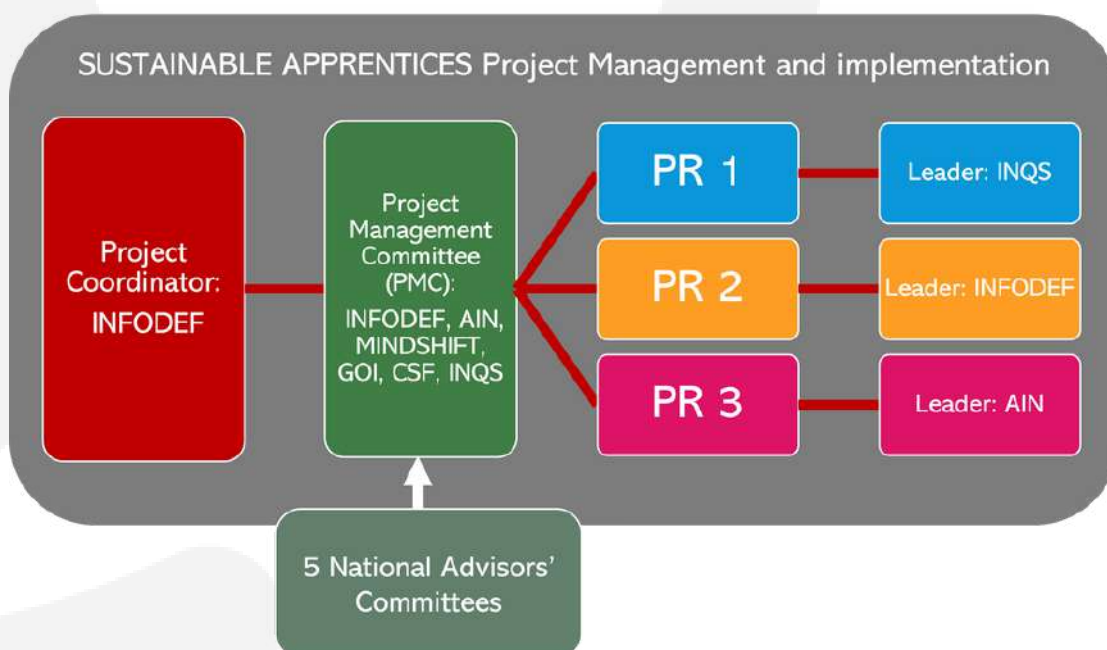 SUSTAINABLE APPRENTICES Project Management and implementation
Project
Coordinator:
INFODEF
Project
Management
Committee
(PMC):
INFODEF, AIN,
MINDSHIFT,
GOI, CSF, INQS
PR 1
Leader: INQS
PR 2
Leader: INFODEF
PR 3
Leader: AIN
5 National Advisors’
Committees